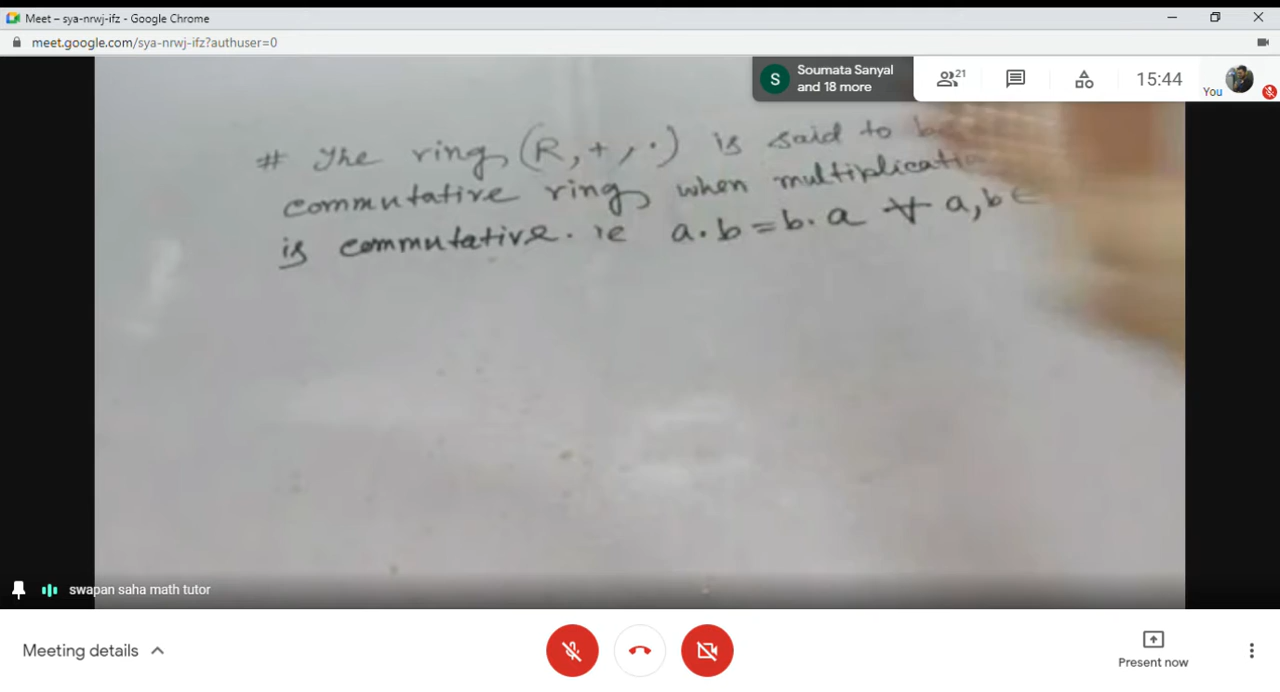 Meet – sya-nrwj-ifz - Google Chrome
meet.google.com/sya-nrwj-ifz?authuser=0
S
Soumata Sanyal
and 18 more
21
15:44
You
# The ring (R, +, ·) is said to
commutative ring when
is commutative. ie a·b = b·a ∀ a, b ∈
swapan saha math tutor
Meeting details
Present now